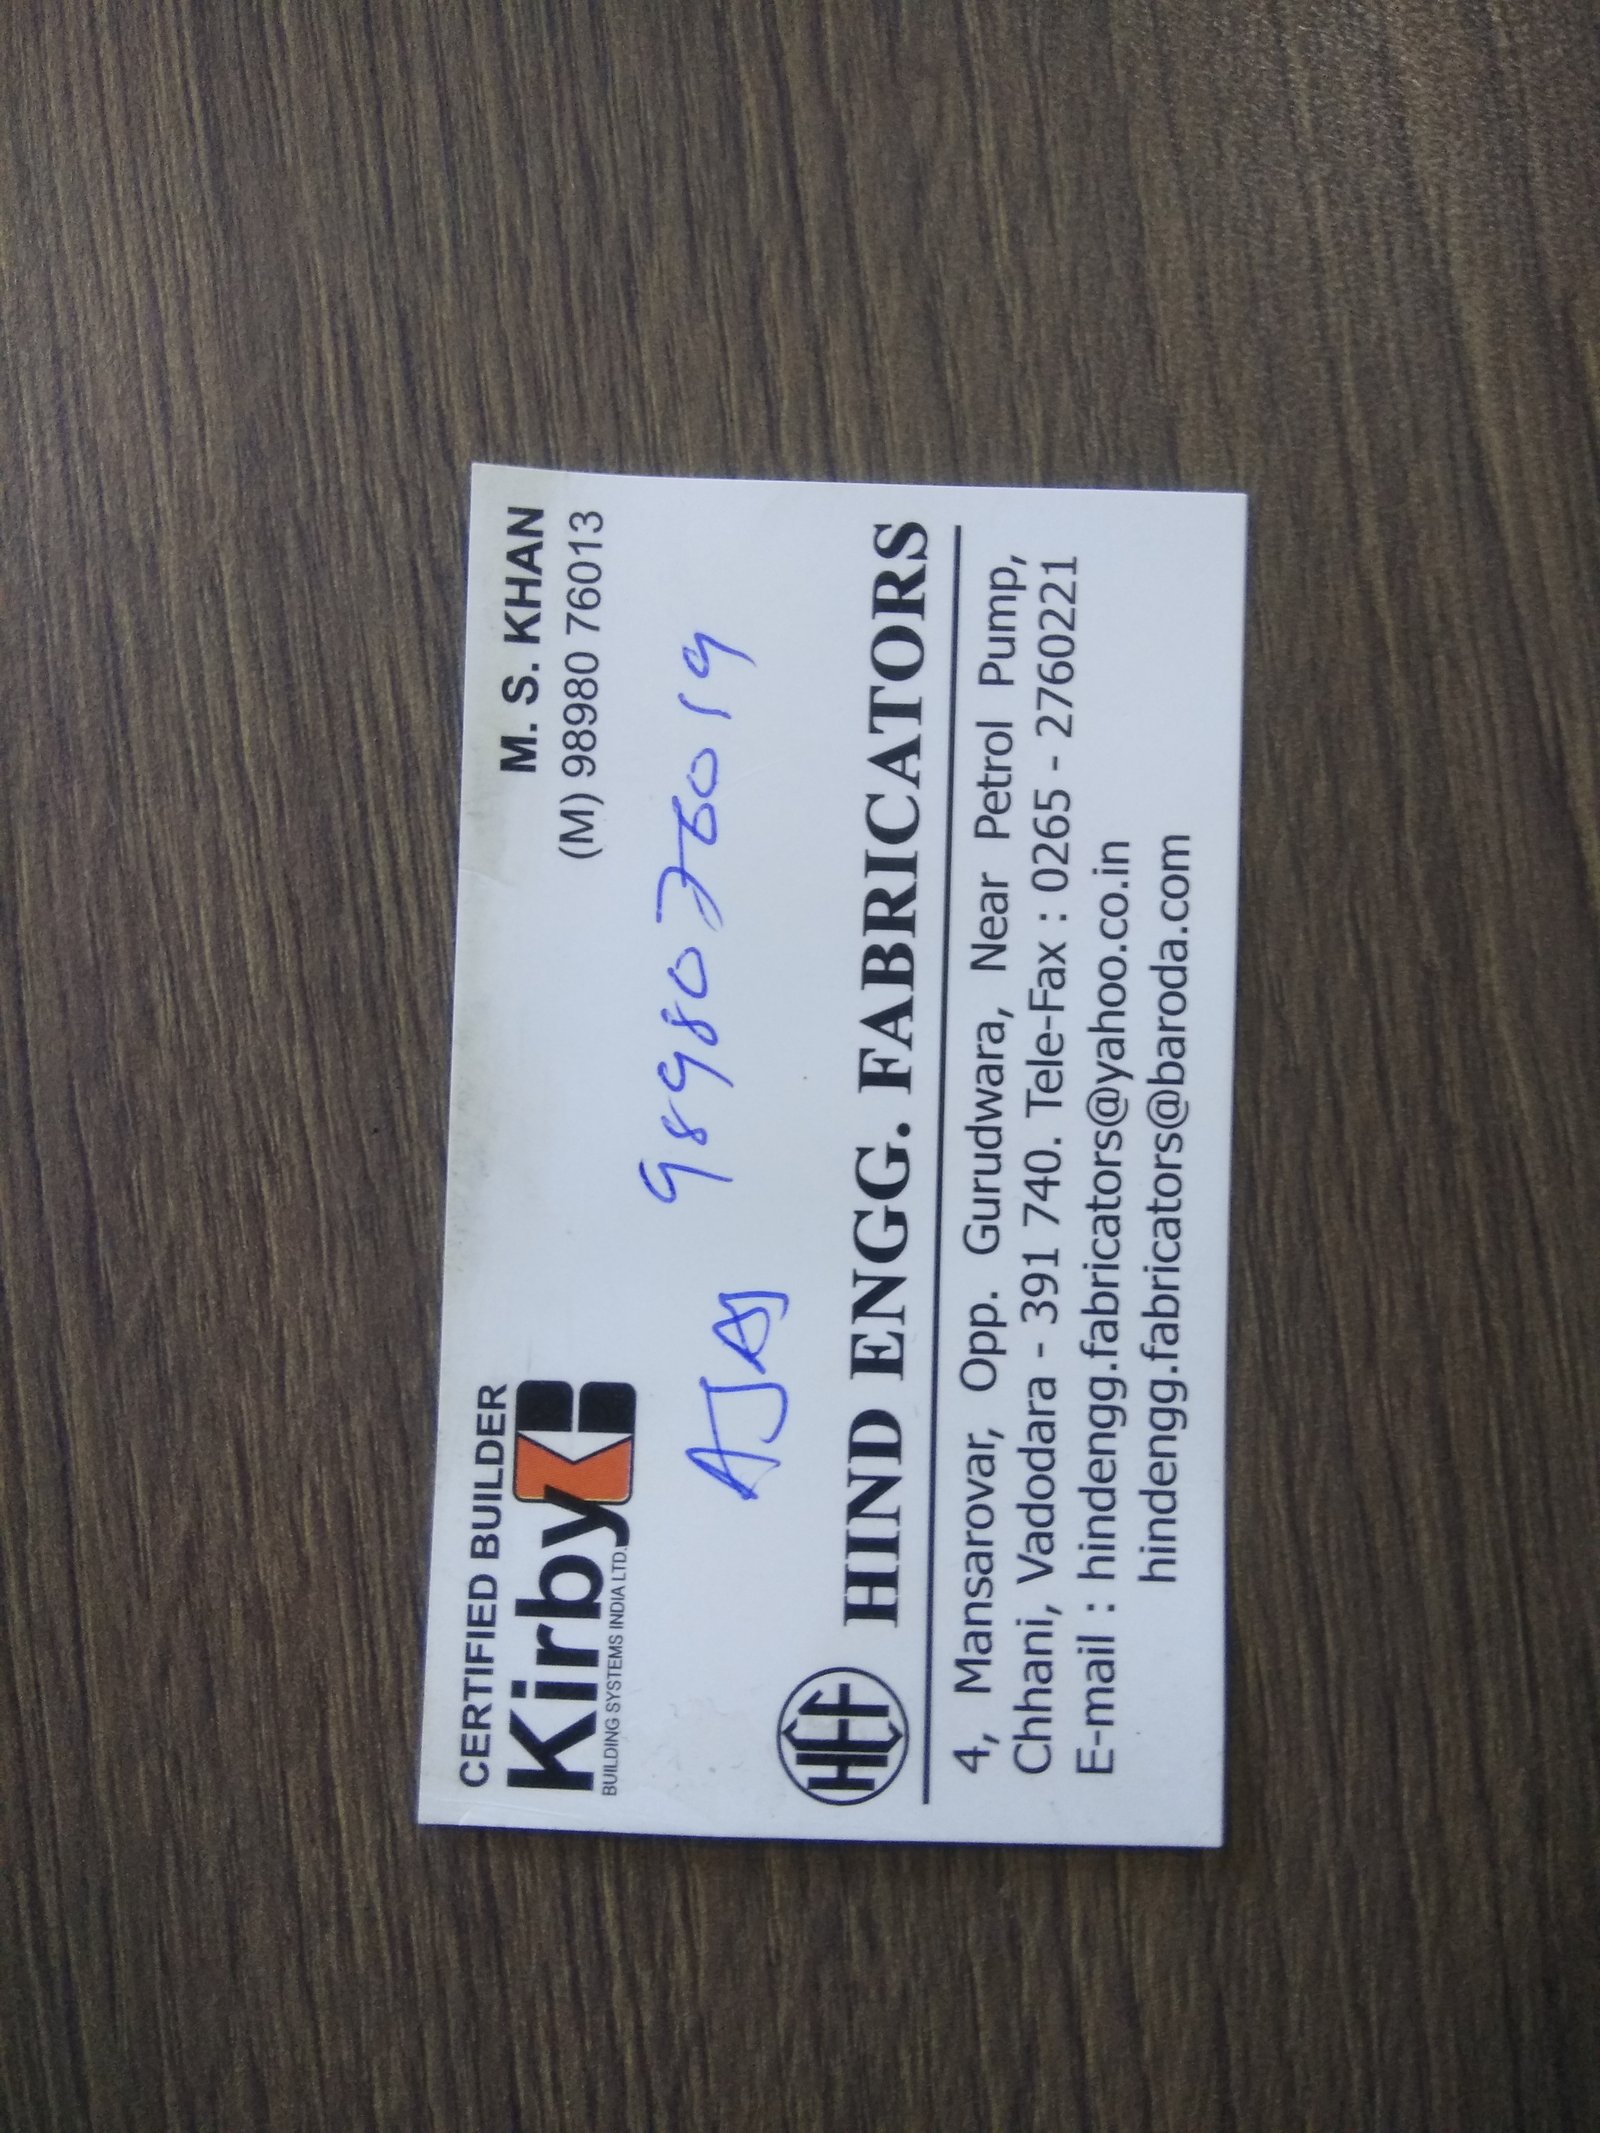 CERTIFIED BUILDER
Kirby
BUILDING SYSTEMS INDIA LTD.
M. S. KHAN
(M) 98980 76013
9898076019
HEF
HIND ENGG. FABRICATORS
4, Mansarovar, Opp. Gurudwara, Near Petrol Pump,
Chhani, Vadodara - 391 740. Tele-Fax : 0265 - 2760221
E-mail : hindengg.fabricators@yahoo.co.in
hindengg.fabricators@baroda.com